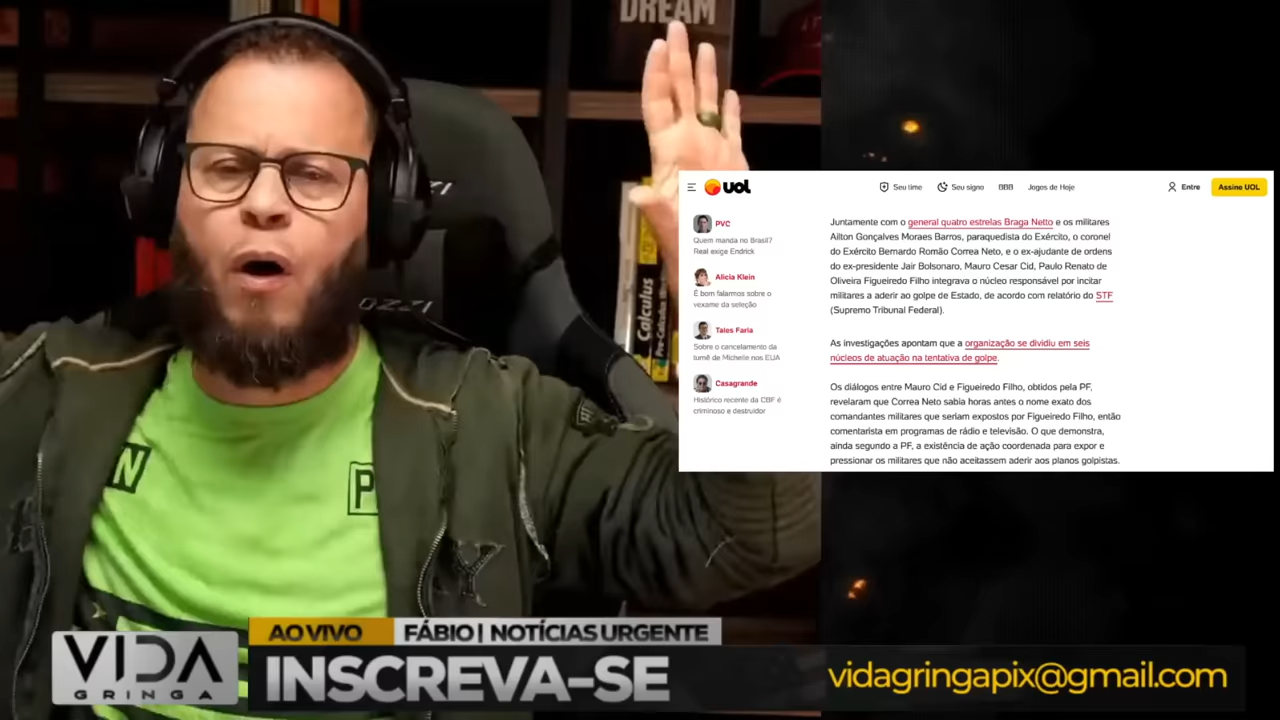 DREAM
OZZI
Calculus
Pre-Calculus
N
P
Y
uol
Seu time
Seu signo
BBB
Jogos de Hoje
Entre
Assine UOL
PVC
Quem manda no Brasil?
Real exige Endrick
Alicia Klein
É bom falarmos sobre o
vexame da seleção
Tales Faria
Sobre o cancelamento da
turnê de Michelle nos EUA
Casagrande
Histórico recente da CBF é
criminoso e destruidor
Juntamente com o general quatro estrelas Braga Netto e os militares
Ailton Gonçalves Moraes Barros, paraquedista do Exército, o coronel
do Exército Bernardo Romão Correa Neto, e o ex-ajudante de ordens
do ex-presidente Jair Bolsonaro, Mauro Cesar Cid, Paulo Renato de
Oliveira Figueiredo Filho integrava o núcleo responsável por incitar
militares a aderir ao golpe de Estado, de acordo com relatório do STF
(Supremo Tribunal Federal).
As investigações apontam que a organização se dividiu em seis
núcleos de atuação na tentativa de golpe.
Os diálogos entre Mauro Cid e Figueiredo Filho, obtidos pela PF,
revelaram que Correa Neto sabia horas antes o nome exato dos
comandantes militares que seriam expostos por Figueiredo Filho, então
comentarista em programas de rádio e televisão. O que demonstra,
ainda segundo a PF, a existência de ação coordenada para expor e
pressionar os militares que não aceitassem aderir aos planos golpistas.
AO VIVO
FÁBIO | NOTÍCIAS URGENTE
VIDA
GRINGA
INSCREVA-SE
vidagringapix@gmail.com